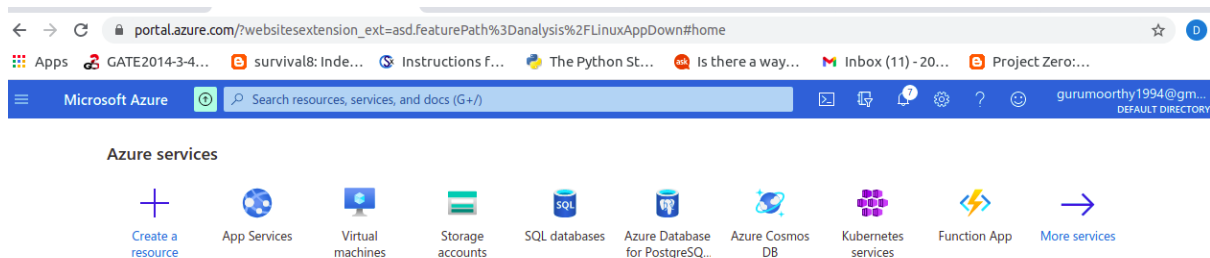 portal.azure.com/?websitesextension_ext=asd.featurePath%3Danalysis%2FLinuxAppDown#home
D
Apps GATE2014-3-4... survival8: Inde... Instructions f... The Python St... Is there a way... Inbox (11) - 20... Project Zero:...
Microsoft Azure Search resources, services, and docs (G+/) 7 gurumoorthy1994@gm...
DEFAULT DIRECTORY
Azure services
SQL
Create a App Services Virtual Storage SQL databases Azure Database Azure Cosmos Kubernetes Function App More services
resource machines accounts for PostgreSQ... DB services